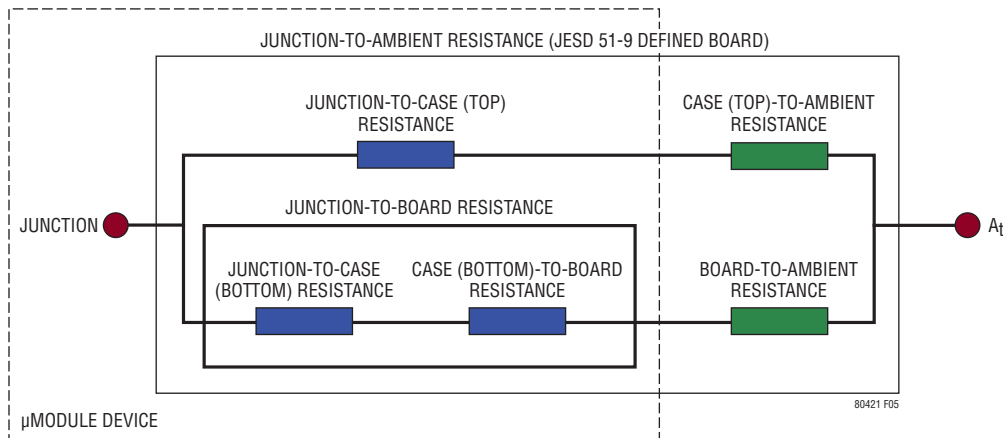 JUNCTION-TO-AMBIENT RESISTANCE (JESD 51-9 DEFINED BOARD)
JUNCTION-TO-CASE (TOP)
RESISTANCE
CASE (TOP)-TO-AMBIENT
RESISTANCE
JUNCTION
JUNCTION-TO-BOARD RESISTANCE
At
JUNCTION-TO-CASE
(BOTTOM) RESISTANCE
CASE (BOTTOM)-TO-BOARD
RESISTANCE
BOARD-TO-AMBIENT
RESISTANCE
80421 F05
µMODULE DEVICE